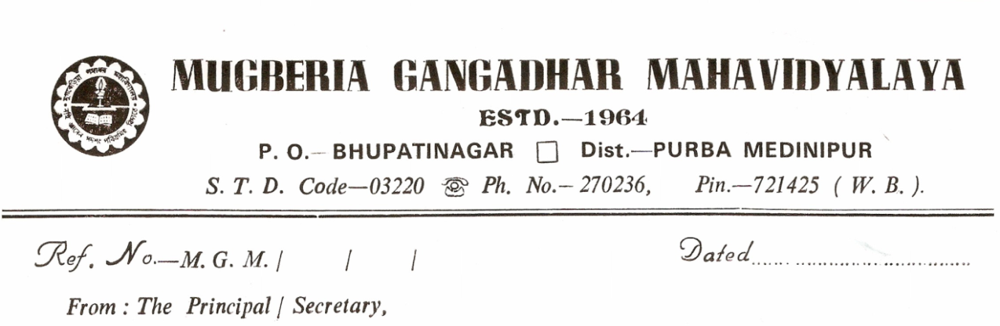 MUGBERIA GANGADHAR MAHAVIDYALAYA
ESTD.—1964
P. O.— BHUPATINAGAR □ Dist.—PURBA MEDINIPUR
S. T. D. Code—03220 ☏ Ph. No.– 270236, Pin.—721425 ( W. B. ).
Ref. No.—M. G. M. / / /
Dated....................................
From : The Principal / Secretary,